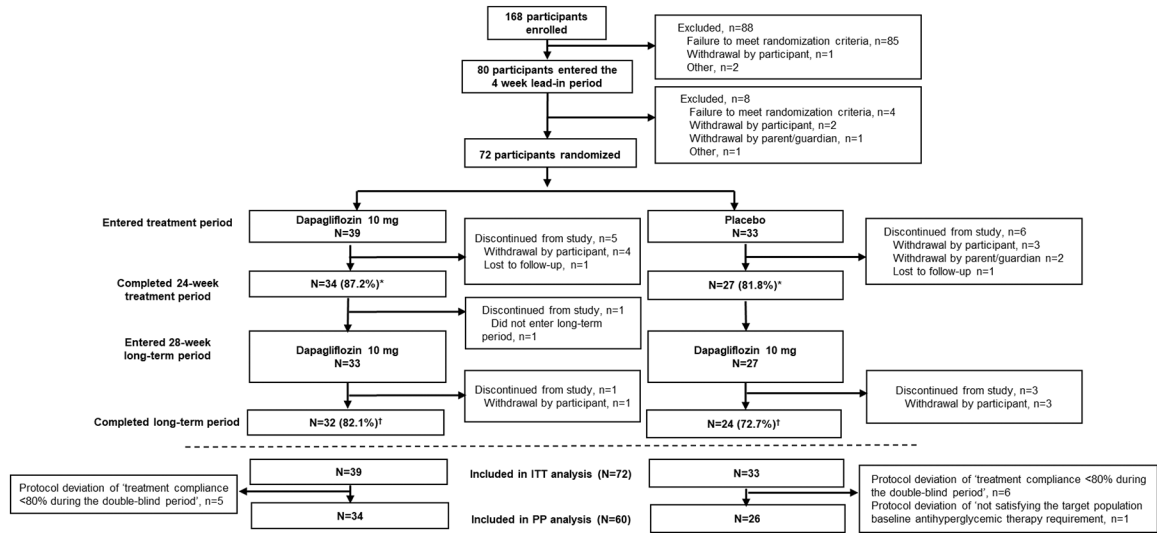 168 participants
enrolled
Excluded, n=88
Failure to meet randomization criteria, n=85
Withdrawal by participant, n=1
Other, n=2
80 participants entered the
4 week lead-in period
Excluded, n=8
Failure to meet randomization criteria, n=4
Withdrawal by participant, n=2
Withdrawal by parent/guardian, n=1
Other, n=1
72 participants randomized
Entered treatment period
Dapagliflozin 10 mg
N=39
Placebo
N=33
Discontinued from study, n=5
Withdrawal by participant, n=4
Lost to follow-up, n=1
Discontinued from study, n=6
Withdrawal by participant, n=3
Withdrawal by parent/guardian n=2
Lost to follow-up n=1
Completed 24-week
treatment period
N=34 (87.2%)*
N=27 (81.8%)*
Discontinued from study, n=1
Did not enter long-term
period, n=1
Entered 28-week
long-term period
Dapagliflozin 10 mg
N=33
Dapagliflozin 10 mg
N=27
Discontinued from study, n=1
Withdrawal by participant, n=1
Discontinued from study, n=3
Withdrawal by participant, n=3
Completed long-term period
N=32 (82.1%)†
N=24 (72.7%)†
N=39
Included in ITT analysis (N=72)
N=33
Protocol deviation of ‘treatment compliance
<80% during the double-blind period’, n=5
Protocol deviation of ‘treatment compliance <80% during
the double-blind period’, n=6
Protocol deviation of ‘not satisfying the target population
baseline antihyperglycemic therapy requirement, n=1
N=34
Included in PP analysis (N=60)
N=26